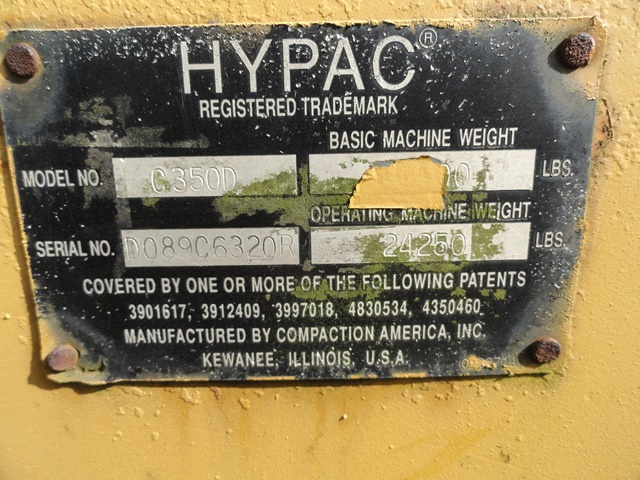 HYPAC®
REGISTERED TRADEMARK
BASIC MACHINE WEIGHT
MODEL NO. C350D LBS.
OPERATING MACHINE WEIGHT
SERIAL NO. D089C6320R 24250 LBS.
COVERED BY ONE OR MORE OF THE FOLLOWING PATENTS
3901617, 3912409, 3997018, 4830534, 4350460
MANUFACTURED BY COMPACTION AMERICA, INC.
KEWANEE, ILLINOIS, U.S.A.